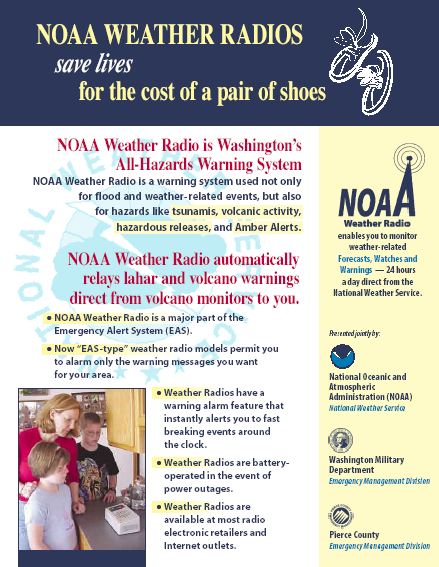 NOAA WEATHER RADIOS
save lives
for the cost of a pair of shoes
NOAA Weather Radio is Washington's
All-Hazards Warning System
NOAA Weather Radio is a warning system used not only
for flood and weather-related events, but also
for hazards like tsunamis, volcanic activity,
hazardous releases, and Amber Alerts.
NOAA Weather Radio automatically
relays lahar and volcano warnings
direct from volcano monitors to you.
• NOAA Weather Radio is a major part of the
Emergency Alert System (EAS).
• Now "EAS-type" weather radio models permit you
to alarm only the warning messages you want
for your area.
• Weather Radios have a
warning alarm feature that
instantly alerts you to fast
breaking events around
the clock.
• Weather Radios are battery-
operated in the event of
power outages.
• Weather Radios are
available at most radio
electronic retailers and
Internet outlets.
NOAA
Weather Radio
enables you to monitor
weather-related
Forecasts, Watches and
Warnings — 24 hours
a day direct from the
National Weather Service.
Presented jointly by:
National Oceanic and
Atmospheric
Administration (NOAA)
National Weather Service
Washington Military
Department
Emergency Management Division
Pierce County
Emergency Menagement Division
NATIONAL WEATHER SERVICE